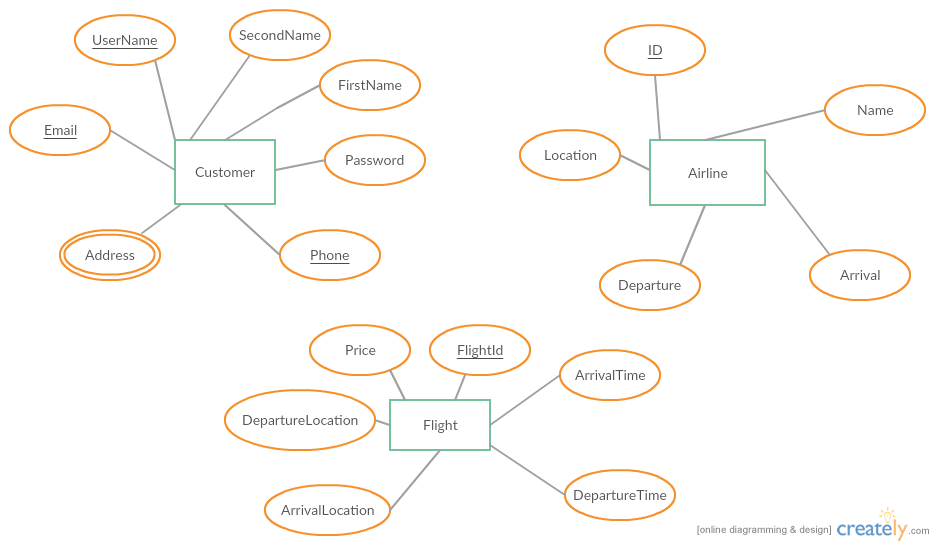 UserName
SecondName
FirstName
Email
Password
Customer
Address
Phone
ID
Name
Location
Airline
Departure
Arrival
Price
FlightId
ArrivalTime
DepartureLocation
Flight
DepartureTime
ArrivalLocation
[online diagramming & design] creately.com